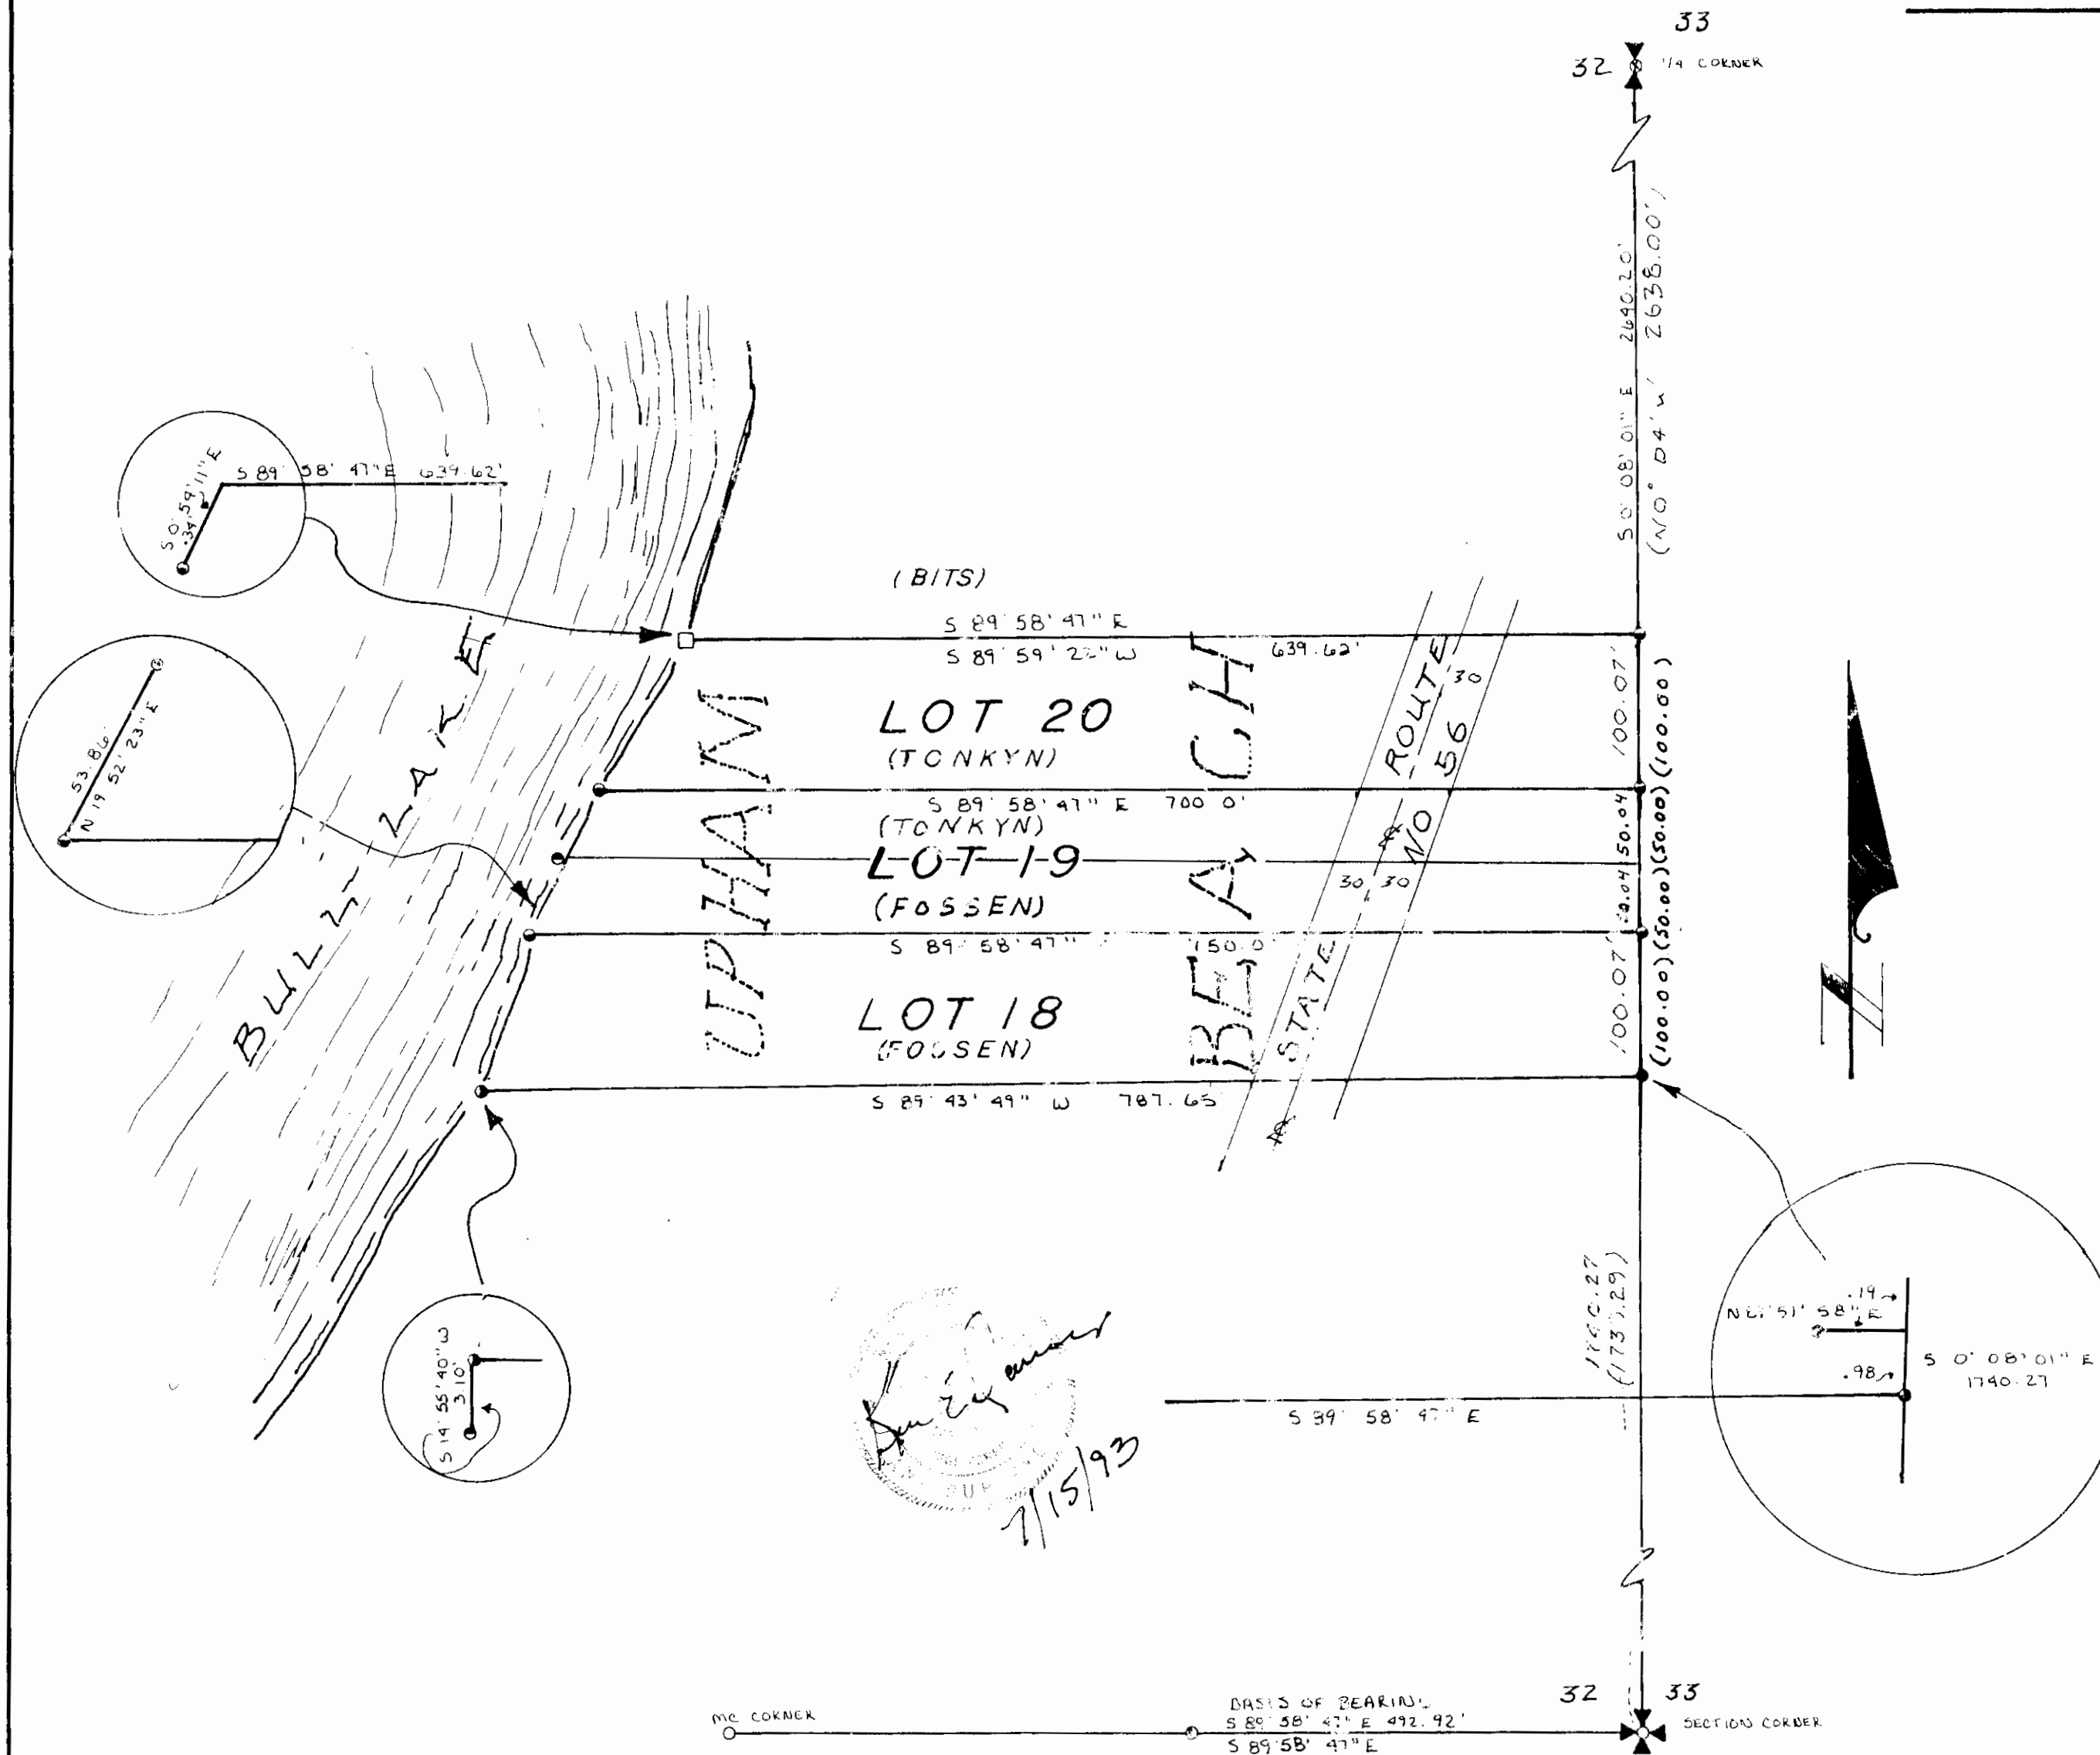 33
32
1/4 CORNER
S 0° 08' 01" E 2640.20'
2638.00'
S 89° 58' 47" E 639.62'
S 0° 59' 11" E
.34'
(BITS)
S 89° 58' 47" E
639.62'
LOT 20
(TONKYN)
S 89° 58' 47" E 700.0'
(TONKYN)
LOT 19
(FOSSEN)
S 89° 58' 47"
LOT 18
(FOSSEN)
S 89° 43' 49" W 787.65
UPHAM
BEACH
BULL LAKE
STATE ROUTE
NO 56
30
30
30
100.07'
50.04
100.07'
(100.00)
(50.00)
(50.00)
(100.00)
53.86'
N 19° 52' 23" E
S 14° 55' 40" W
3.10'
7/15/93
.19
.98
S 0° 08' 01" E
1740.27
S 89° 58' 47" E
MC CORNER
BASIS OF BEARING
S 89° 58' 47" E 492.92'
S 89° 58' 47" E
32
33
SECTION CORNER